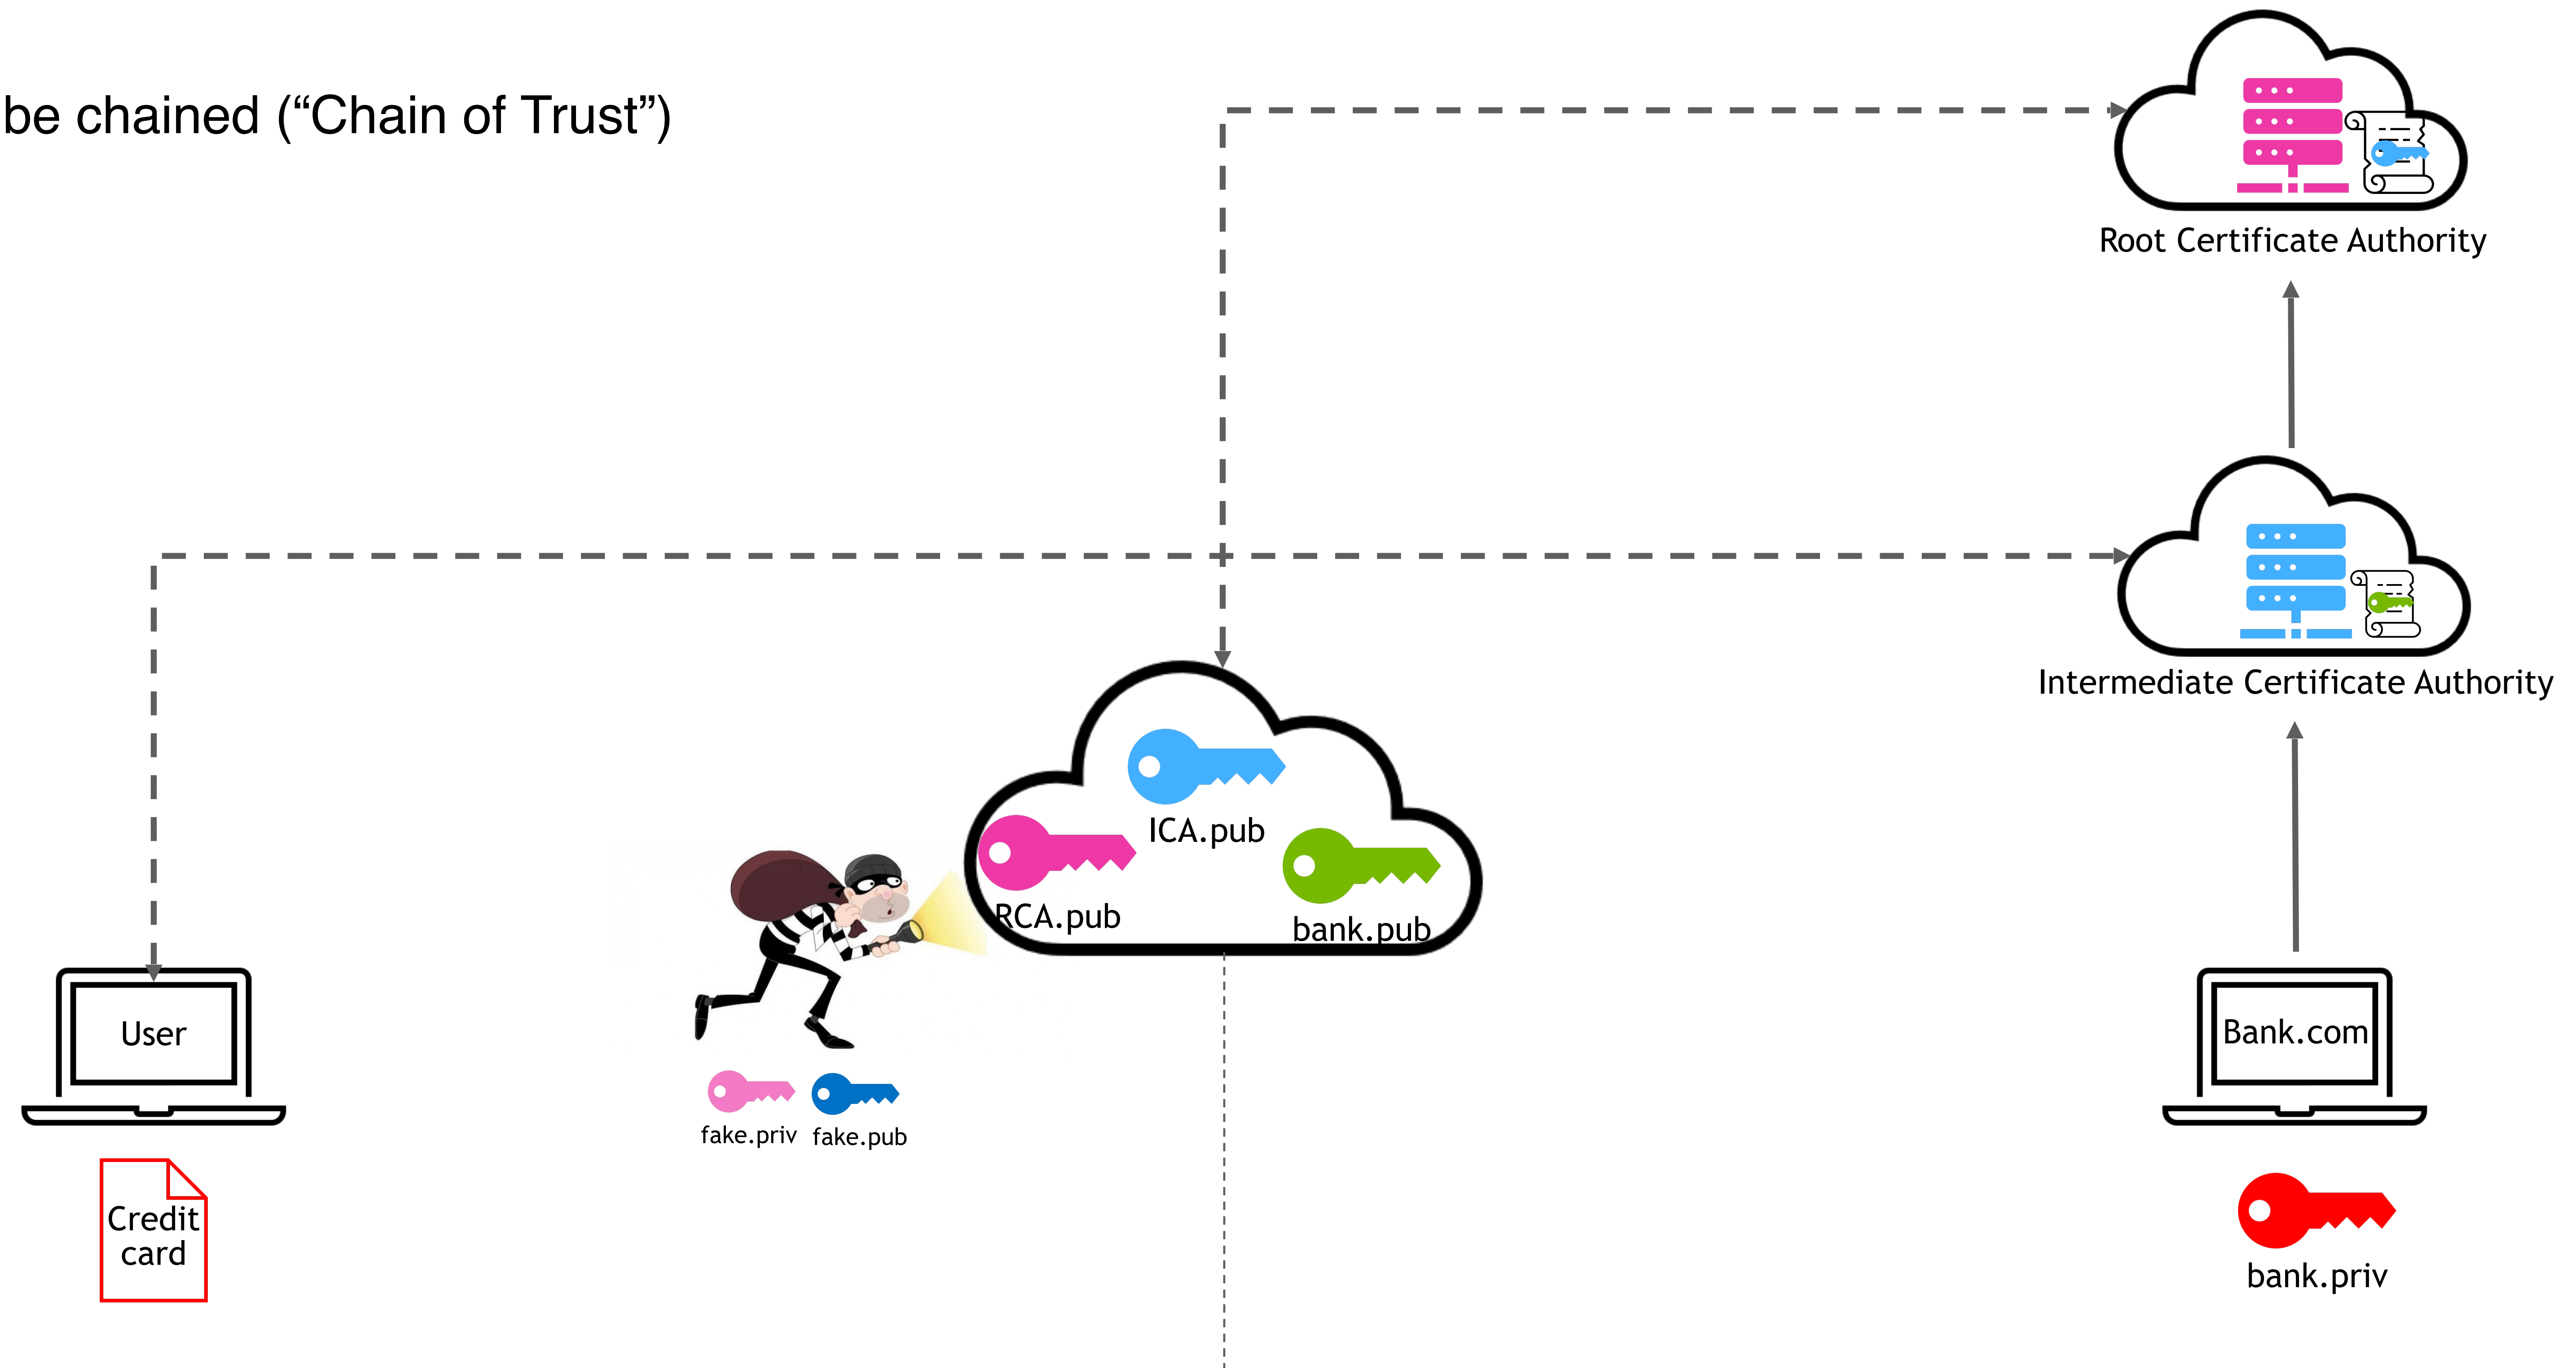 be chained (“Chain of Trust”)
Root Certificate Authority
Intermediate Certificate Authority
ICA.pub
RCA.pub
bank.pub
User
Bank.com
fake.priv
fake.pub
Credit
card
bank.priv